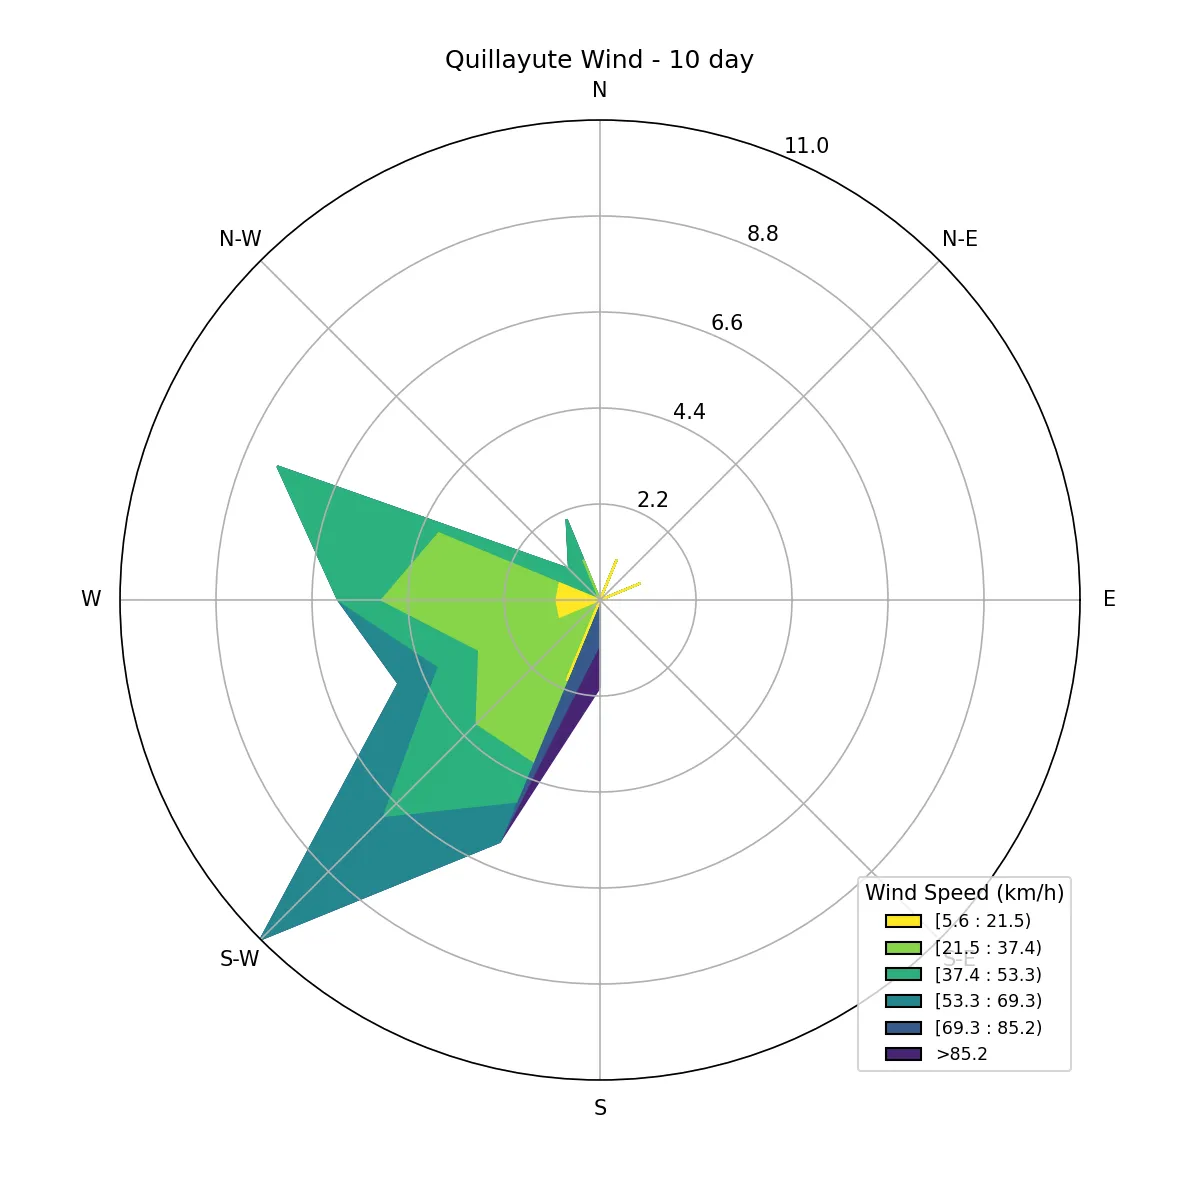 Quillayute Wind - 10 day
N
11.0
N-W
8.8
N-E
6.6
4.4
2.2
W
E
S-W
S-E
Wind Speed (km/h)
[5.6 : 21.5)
[21.5 : 37.4)
[37.4 : 53.3)
[53.3 : 69.3)
[69.3 : 85.2)
>85.2
S